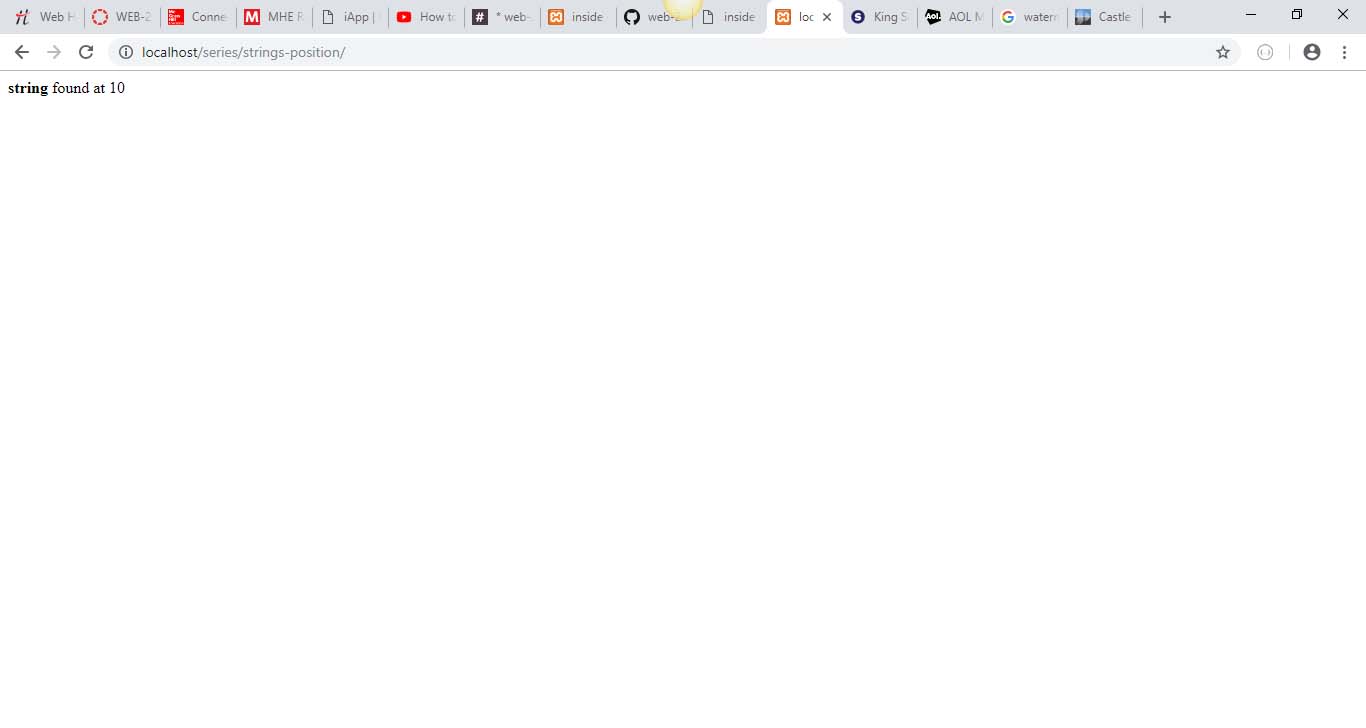 Web H WEB-2 Conne MHE R iApp | How to * web- inside web-2 inside loc King S AOL M waterm Castle
localhost/series/strings-position/
string found at 10